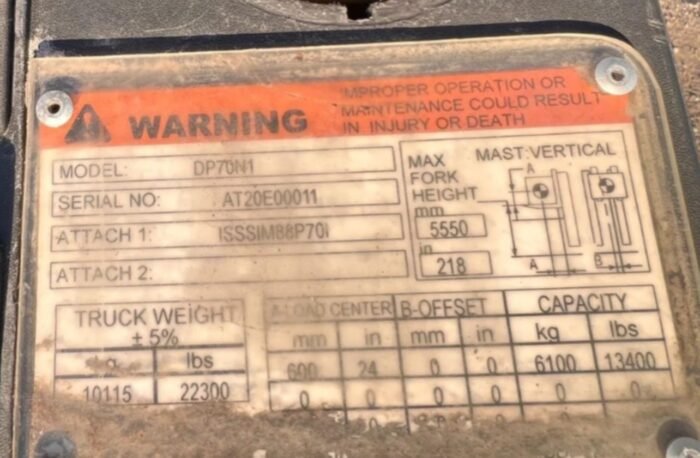 WARNING
IMPROPER OPERATION OR
MAINTENANCE COULD RESULT
IN INJURY OR DEATH
MODEL: DP70N1
SERIAL NO: AT20E00011
ATTACH 1:
ATTACH 2:
MAX
FORK
HEIGHT
mm
5550
in
218
MAST:VERTICAL
A
A
B
TRUCK WEIGHT
± 5%
lbs
10115 22300
A-LOAD CENTER B-OFFSET CAPACITY
mm in mm in kg lbs
600 24 0 0 6100 13400
0 0 0 0 0 0